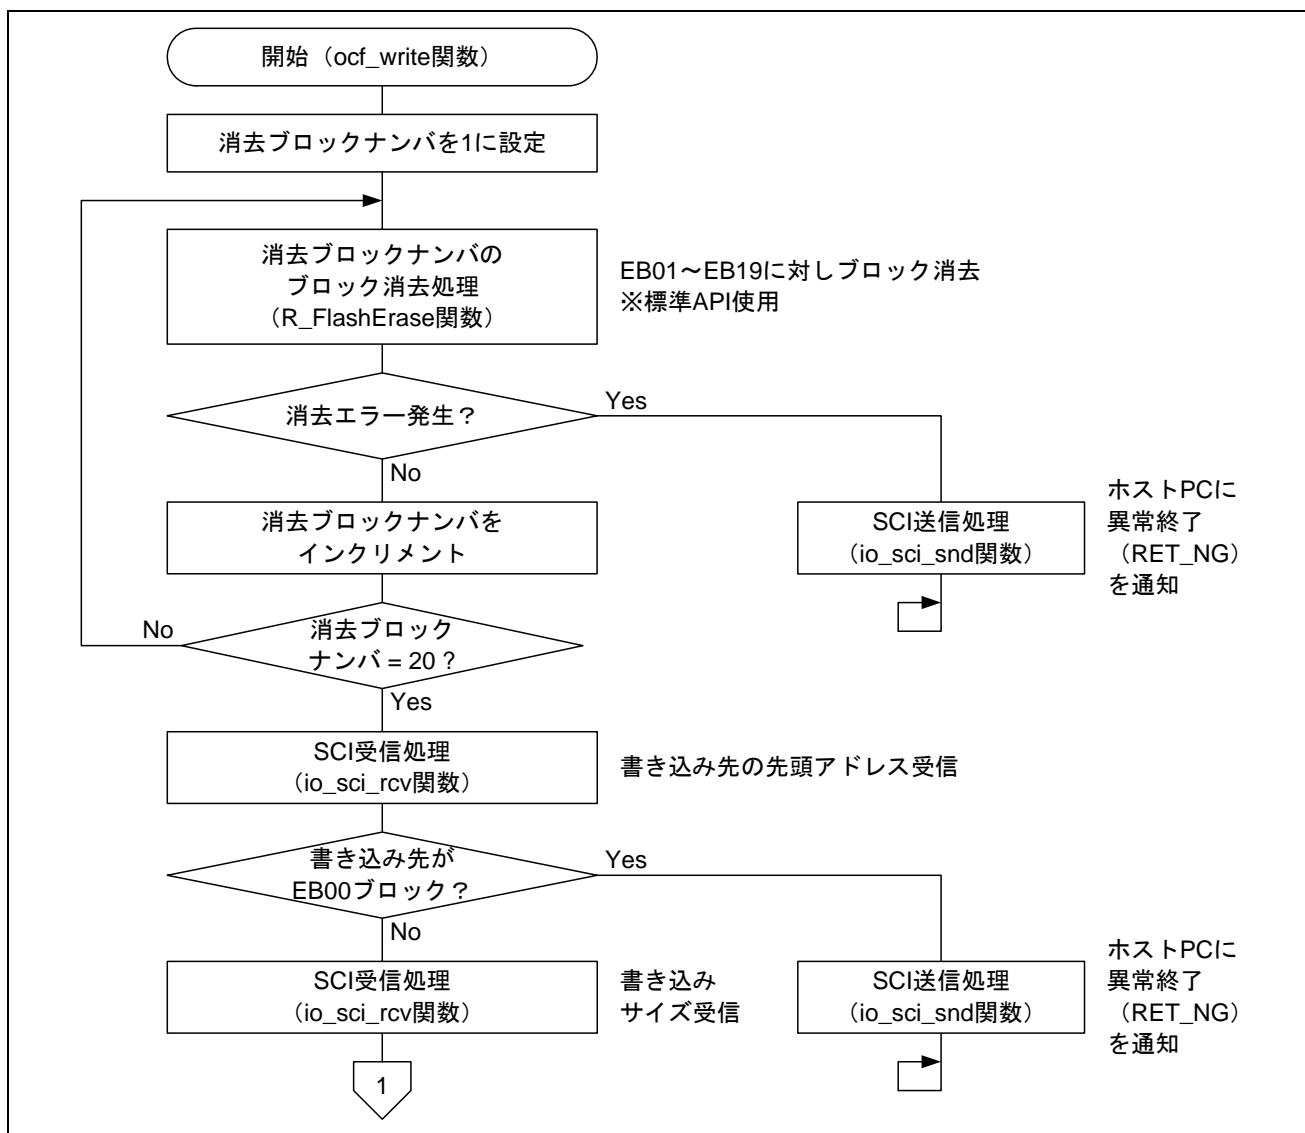 開始（ocf_write関数）
消去ブロックナンバを1に設定
消去ブロックナンバの
ブロック消去処理
（R_FlashErase関数）
EB01～EB19に対しブロック消去
※標準API使用
消去エラー発生？
Yes
No
消去ブロックナンバを
インクリメント
SCI送信処理
（io_sci_snd関数）
ホストPCに
異常終了
（RET_NG）
を通知
消去ブロック
ナンバ = 20 ?
No
Yes
SCI受信処理
（io_sci_rcv関数）
書き込み先の先頭アドレス受信
書き込み先が
EB00ブロック？
Yes
No
SCI受信処理
（io_sci_rcv関数）
書き込み
サイズ受信
SCI送信処理
（io_sci_snd関数）
ホストPCに
異常終了
（RET_NG）
を通知
1